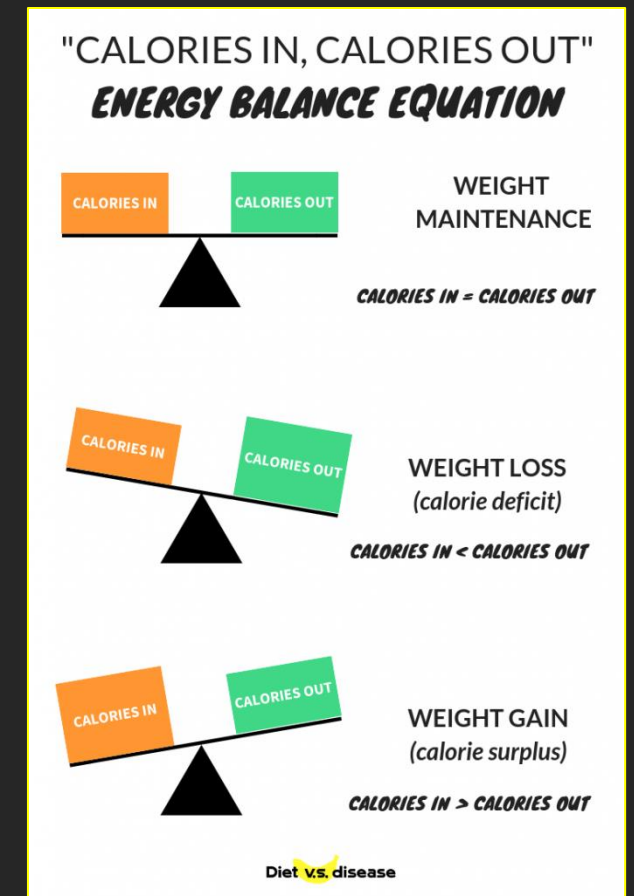 "CALORIES IN, CALORIES OUT"
ENERGY BALANCE EQUATION
CALORIES IN
CALORIES OUT
WEIGHT
MAINTENANCE
CALORIES IN = CALORIES OUT
CALORIES IN
CALORIES OUT
WEIGHT LOSS
(calorie deficit)
CALORIES IN < CALORIES OUT
CALORIES IN
CALORIES OUT
WEIGHT GAIN
(calorie surplus)
CALORIES IN > CALORIES OUT
Diet v.s. disease